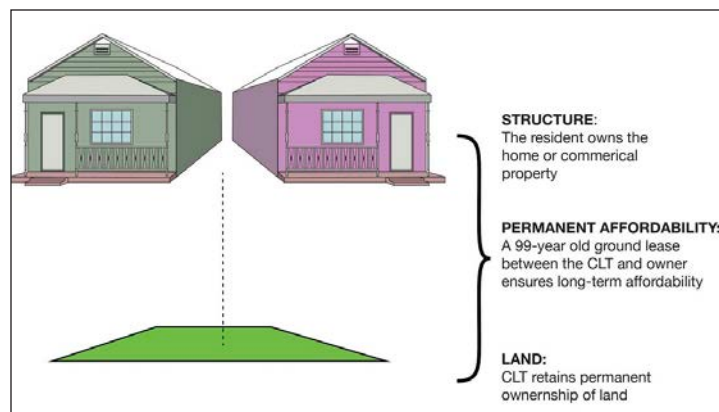 STRUCTURE:
The resident owns the
home or commerical
property
PERMANENT AFFORDABILITY:
A 99-year old ground lease
between the CLT and owner
ensures long-term affordability
LAND:
CLT retains permanent
ownership of land